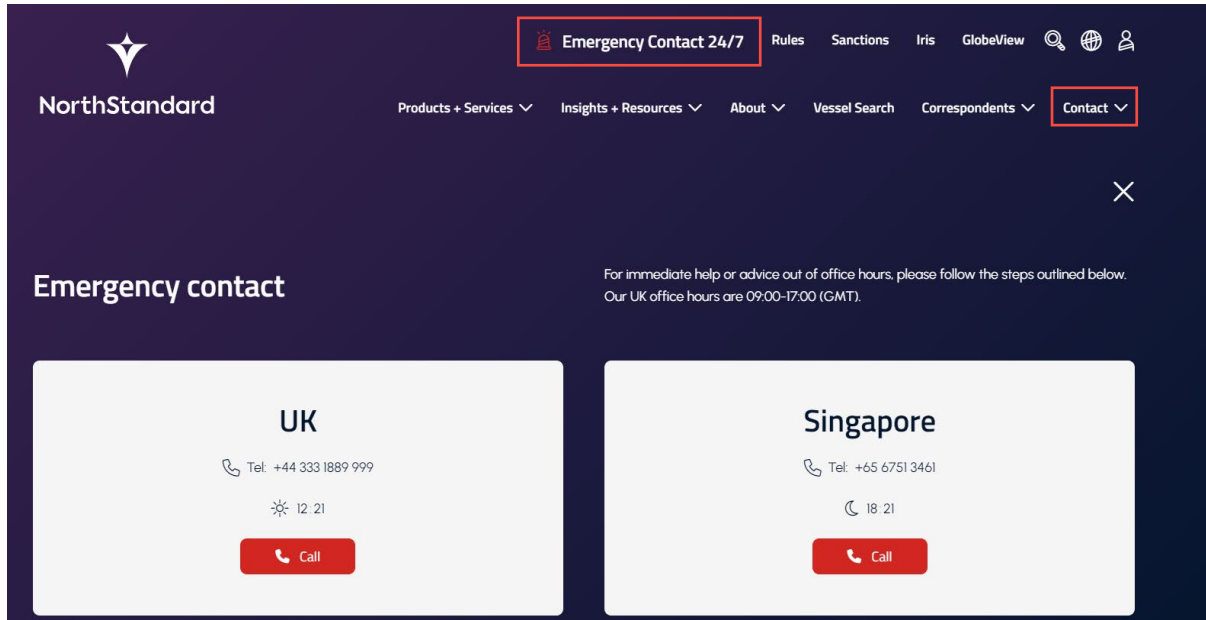 Emergency Contact 24/7 Rules Sanctions Iris GlobeView
NorthStandard
Products + Services Insights + Resources About Vessel Search Correspondents Contact
Emergency contact
For immediate help or advice out of office hours, please follow the steps outlined below.
Our UK office hours are 09:00-17:00 (GMT).
UK
Tel: +44 333 1889 999
12:21
Call
Singapore
Tel: +65 6751 3461
18:21
Call